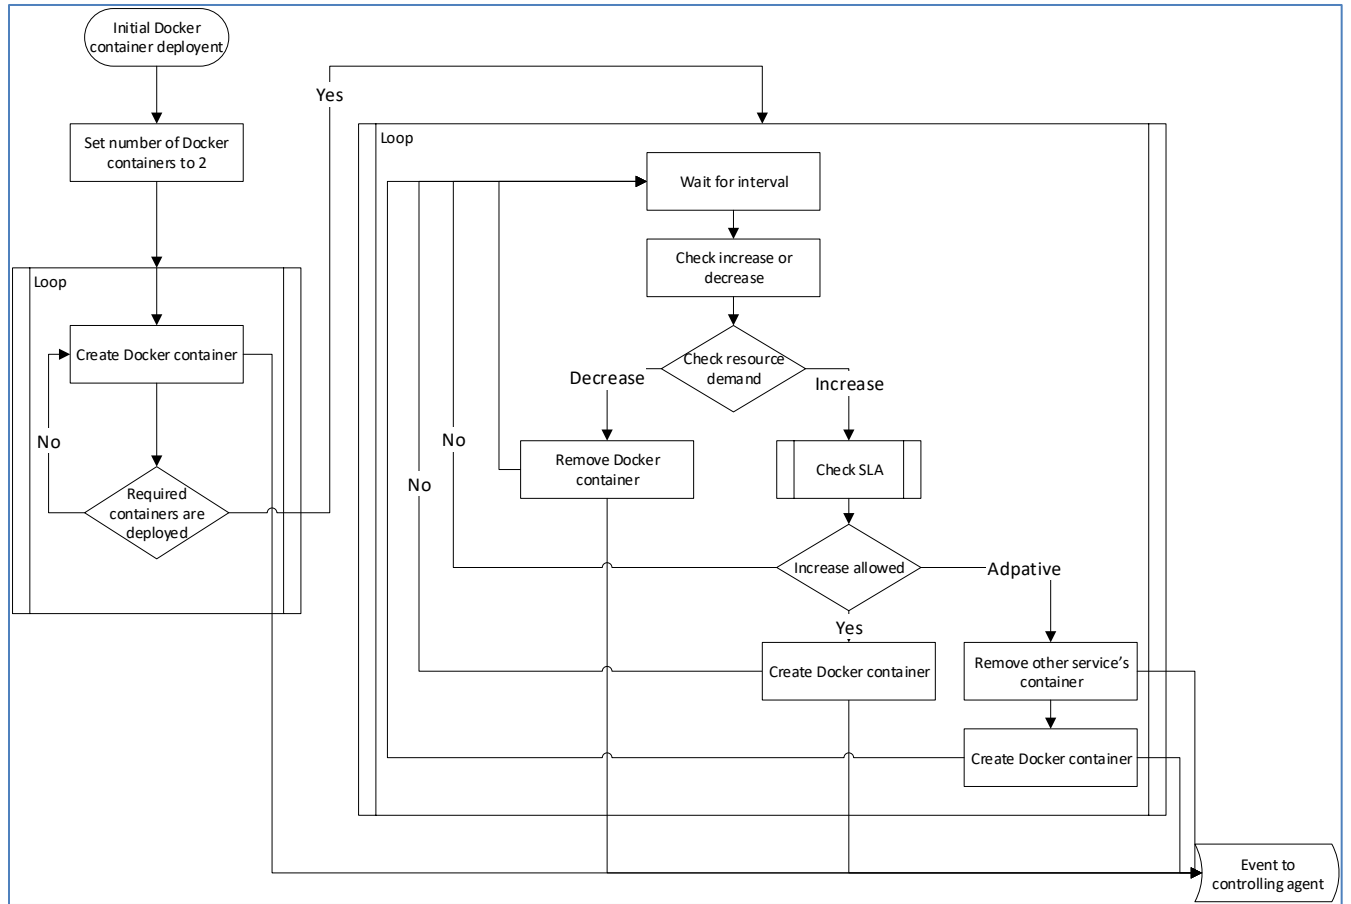 Initial Docker
container deployent
Yes
Set number of Docker
containers to 2
Loop
Create Docker container
No
Required
containers are
deployed
Loop
Wait for interval
Check increase or
decrease
Check resource
demand
Decrease
Increase
No
No
Remove Docker
container
Check SLA
Increase allowed
Adpative
Yes
Create Docker container
Remove other service’s
container
Create Docker container
Event to
controlling agent